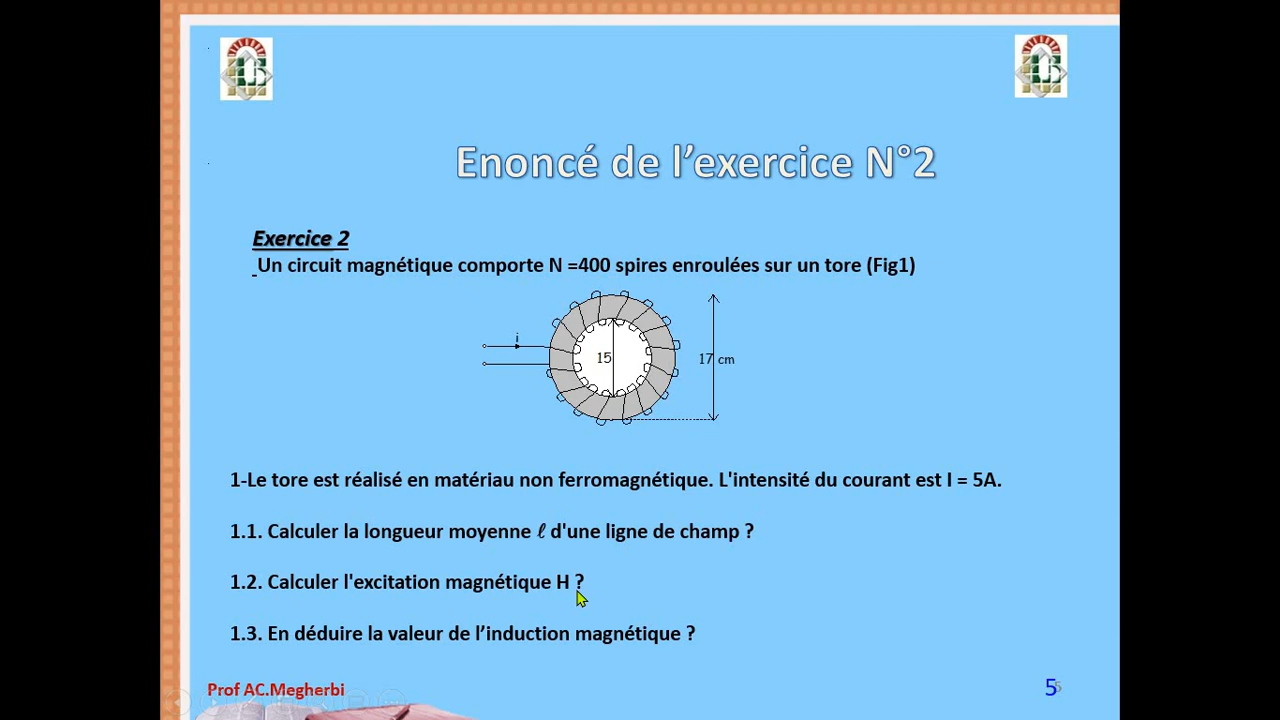 Enoncé de l'exercice N°2
Exercice 2
Un circuit magnétique comporte N =400 spires enroulées sur un tore (Fig1)
i
15
17 cm
1-Le tore est réalisé en matériau non ferromagnétique. L'intensité du courant est I = 5A.
1.1. Calculer la longueur moyenne ℓ d'une ligne de champ ?
1.2. Calculer l'excitation magnétique H ?
1.3. En déduire la valeur de l’induction magnétique ?
Prof AC.Megherbi
5
5